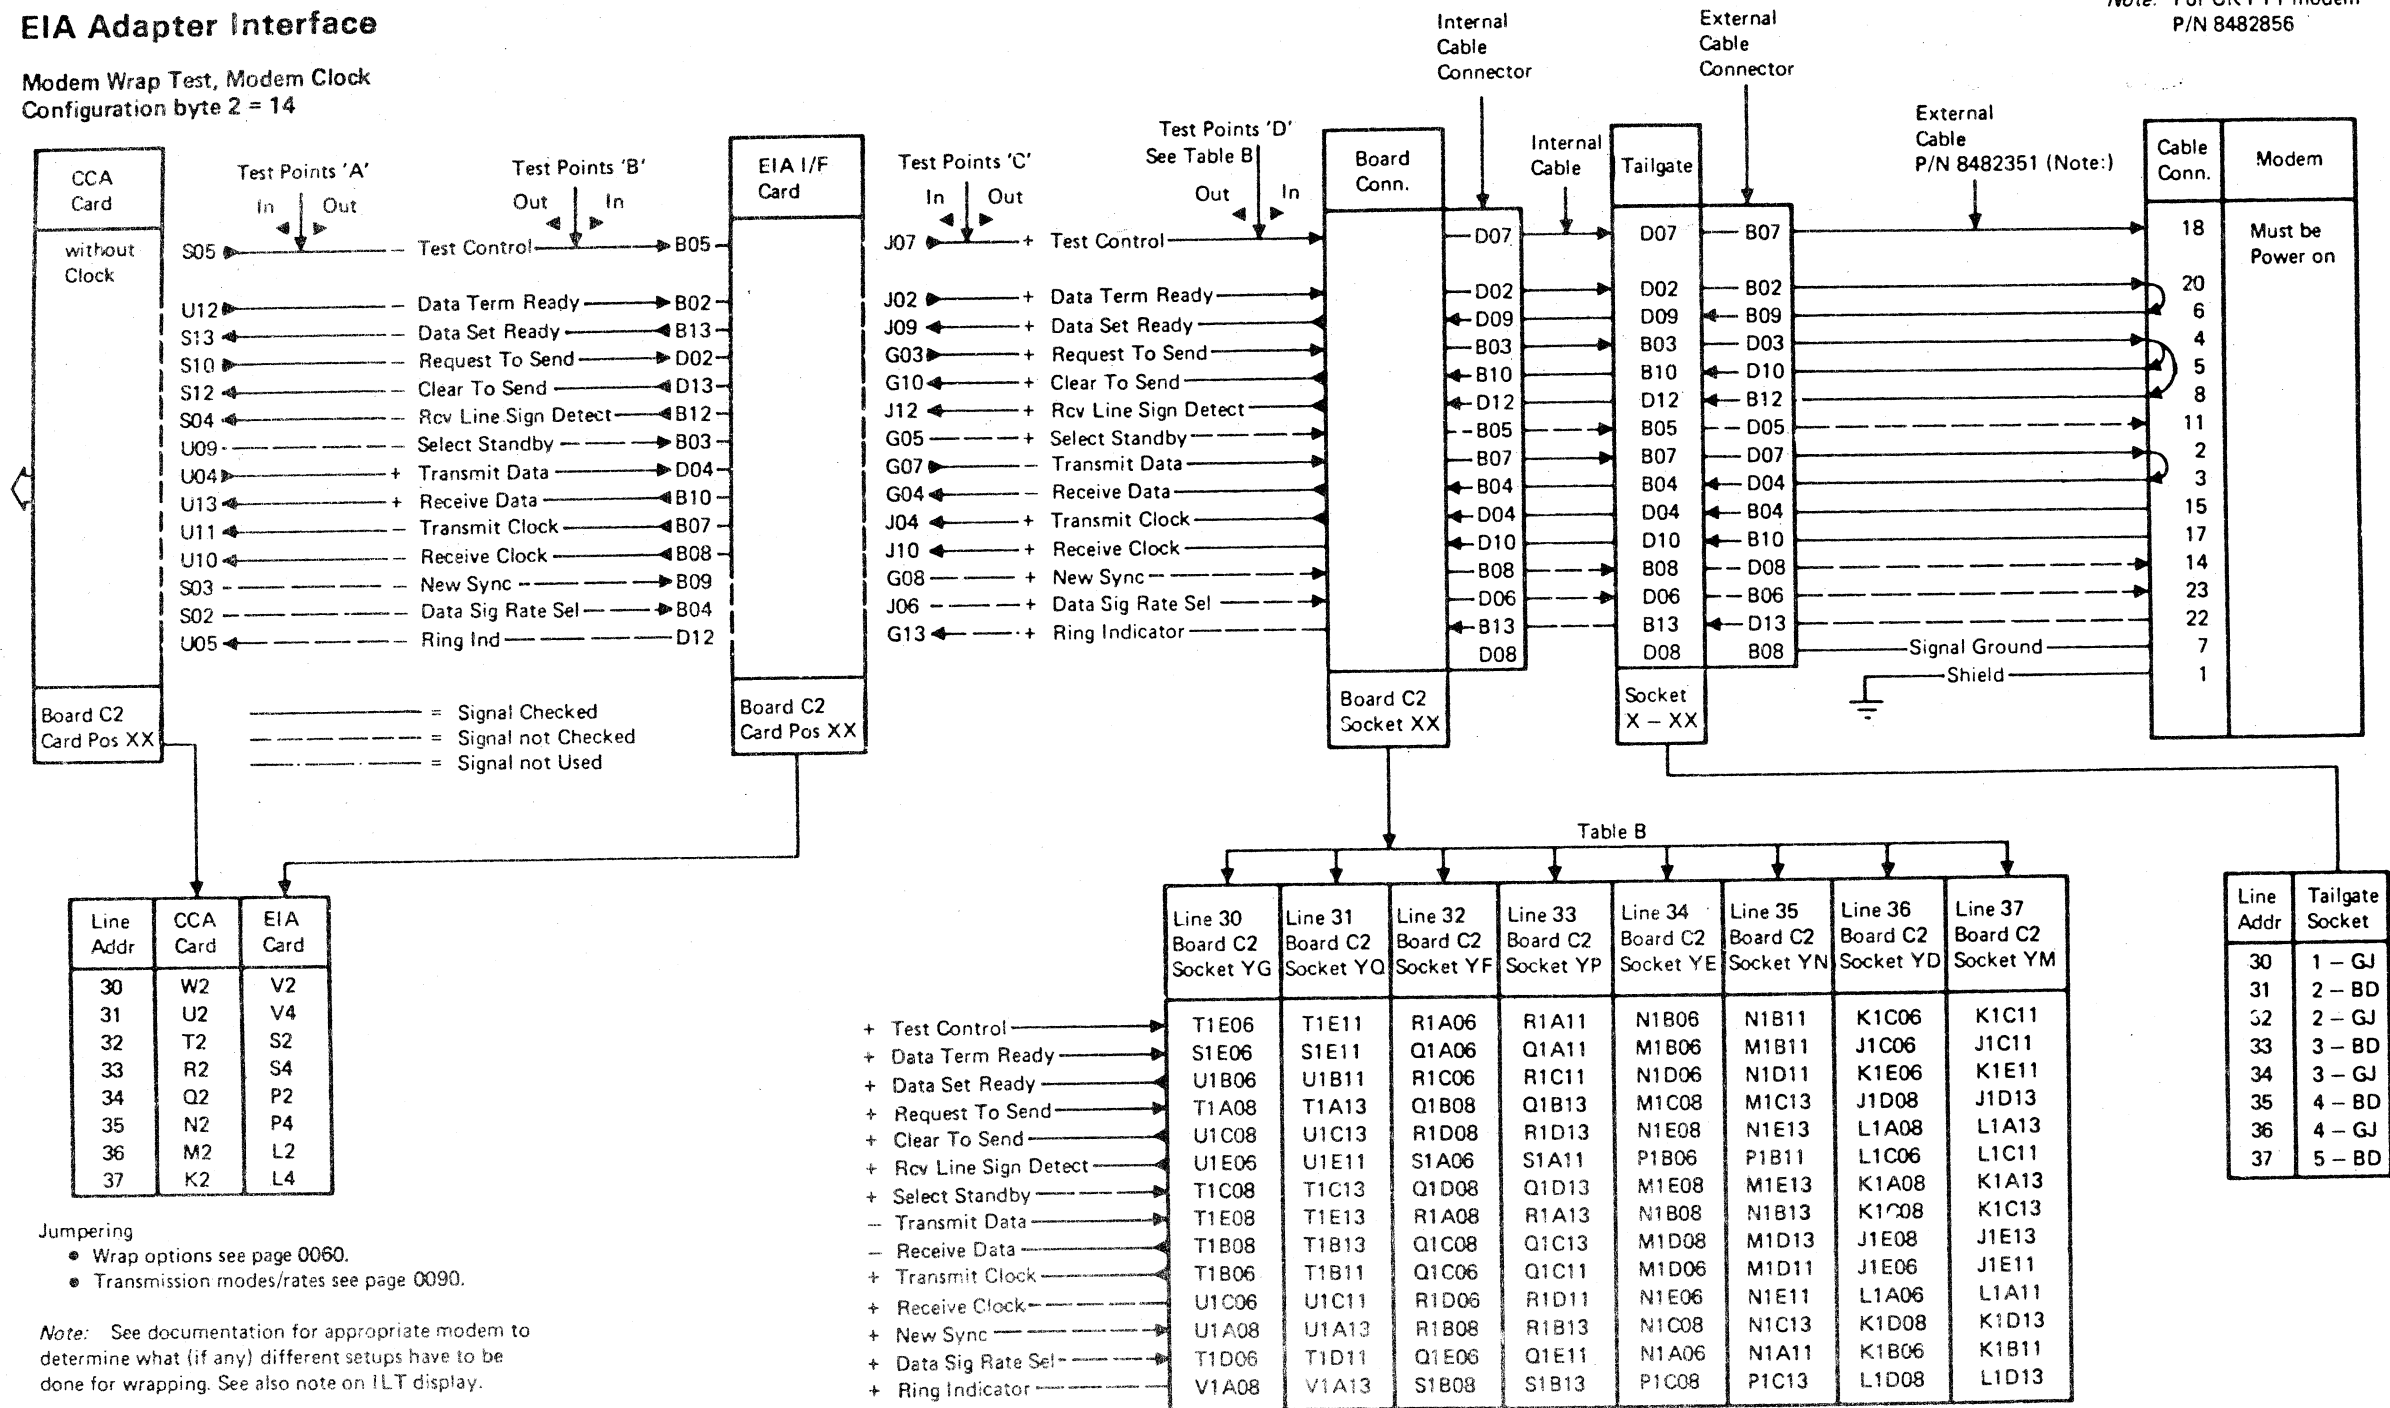 EIA Adapter Interface
Modem Wrap Test, Modem Clock
Configuration byte 2 = 14
P/N 8482856
Internal
Cable
Connector
External
Cable
Connector
CCA
Card
without
Clock
Board C2
Card Pos XX
Test Points 'A'
In Out
Test Points 'B'
Out In
S05 – Test Control B05
U12 – Data Term Ready B02
S13 – Data Set Ready B13
S10 – Request To Send D02
S12 – Clear To Send D13
S04 – Rcv Line Sign Detect B12
U09 – Select Standby B03
U04 + Transmit Data D04
U13 + Receive Data B10
U11 – Transmit Clock B07
U10 – Receive Clock B08
S03 – New Sync B09
S02 – Data Sig Rate Sel B04
U05 – Ring Ind D12
= Signal Checked
= Signal not Checked
= Signal not Used
EIA I/F
Card
Board C2
Card Pos XX
Test Points 'C'
In Out
Test Points 'D'
See Table B
Out In
J07 + Test Control
J02 + Data Term Ready
J09 + Data Set Ready
G03 + Request To Send
G10 + Clear To Send
J12 + Rcv Line Sign Detect
G05 + Select Standby
G07 – Transmit Data
G04 – Receive Data
J04 + Transmit Clock
J10 + Receive Clock
G08 + New Sync
J06 + Data Sig Rate Sel
G13 + Ring Indicator
Board
Conn.
Board C2
Socket XX
Internal
Cable
Tailgate
Socket
X – XX
External
Cable
P/N 8482351 (Note:)
Cable
Conn.
Modem
Must be
Power on
D07 D07 B07 18
D02 D02 B02 20
D09 D09 B09 6
B03 B03 D03 4
B10 B10 D10 5
D12 D12 B12 8
B05 B05 D05 11
B07 B07 D07 2
B04 B04 D04 3
D04 D04 B04 15
D10 D10 B10 17
B08 B08 D08 14
D06 D06 B06 23
B13 B13 D13 22
D08 D08 B08 Signal Ground 7
Shield 1
Line Addr CCA Card EIA Card
30 W2 V2
31 U2 V4
32 T2 S2
33 R2 S4
34 Q2 P2
35 N2 P4
36 M2 L2
37 K2 L4
Jumpering
• Wrap options see page 0060.
• Transmission modes/rates see page 0090.
Note: See documentation for appropriate modem to
determine what (if any) different setups have to be
done for wrapping. See also note on ILT display.
Table B
Line 30 Line 31 Line 32 Line 33 Line 34 Line 35 Line 36 Line 37
Board C2 Board C2 Board C2 Board C2 Board C2 Board C2 Board C2 Board C2
Socket YG Socket YQ Socket YF Socket YP Socket YE Socket YN Socket YD Socket YM
+ Test Control T1E06 T1E11 R1A06 R1A11 N1B06 N1B11 K1C06 K1C11
+ Data Term Ready S1E06 S1E11 Q1A06 Q1A11 M1B06 M1B11 J1C06 J1C11
+ Data Set Ready U1B06 U1B11 R1C06 R1C11 N1D06 N1D11 K1E06 K1E11
+ Request To Send T1A08 T1A13 Q1B08 Q1B13 M1C08 M1C13 J1D08 J1D13
+ Clear To Send U1C08 U1C13 R1D08 R1D13 N1E08 N1E13 L1A08 L1A13
+ Rcv Line Sign Detect U1E06 U1E11 S1A06 S1A11 P1B06 P1B11 L1C06 L1C11
+ Select Standby T1C08 T1C13 Q1D08 Q1D13 M1E08 M1E13 K1A08 K1A13
– Transmit Data T1E08 T1E13 R1A08 R1A13 N1B08 N1B13 K1C08 K1C13
– Receive Data T1B08 T1B13 Q1C08 Q1C13 M1D08 M1D13 J1E08 J1E13
+ Transmit Clock T1B06 T1B11 Q1C06 Q1C11 M1D06 M1D11 J1E06 J1E11
+ Receive Clock U1C06 U1C11 R1D06 R1D11 N1E06 N1E11 L1A06 L1A11
+ New Sync U1A08 U1A13 R1B08 R1B13 N1C08 N1C13 K1D08 K1D13
+ Data Sig Rate Sel T1D06 T1D11 Q1E06 Q1E11 N1A06 N1A11 K1B06 K1B11
+ Ring Indicator V1A08 V1A13 S1B08 S1B13 P1C08 P1C13 L1D08 L1D13
Line Addr Tailgate Socket
30 1 – GJ
31 2 – BD
32 2 – GJ
33 3 – BD
34 3 – GJ
35 4 – BD
36 4 – GJ
37 5 – BD